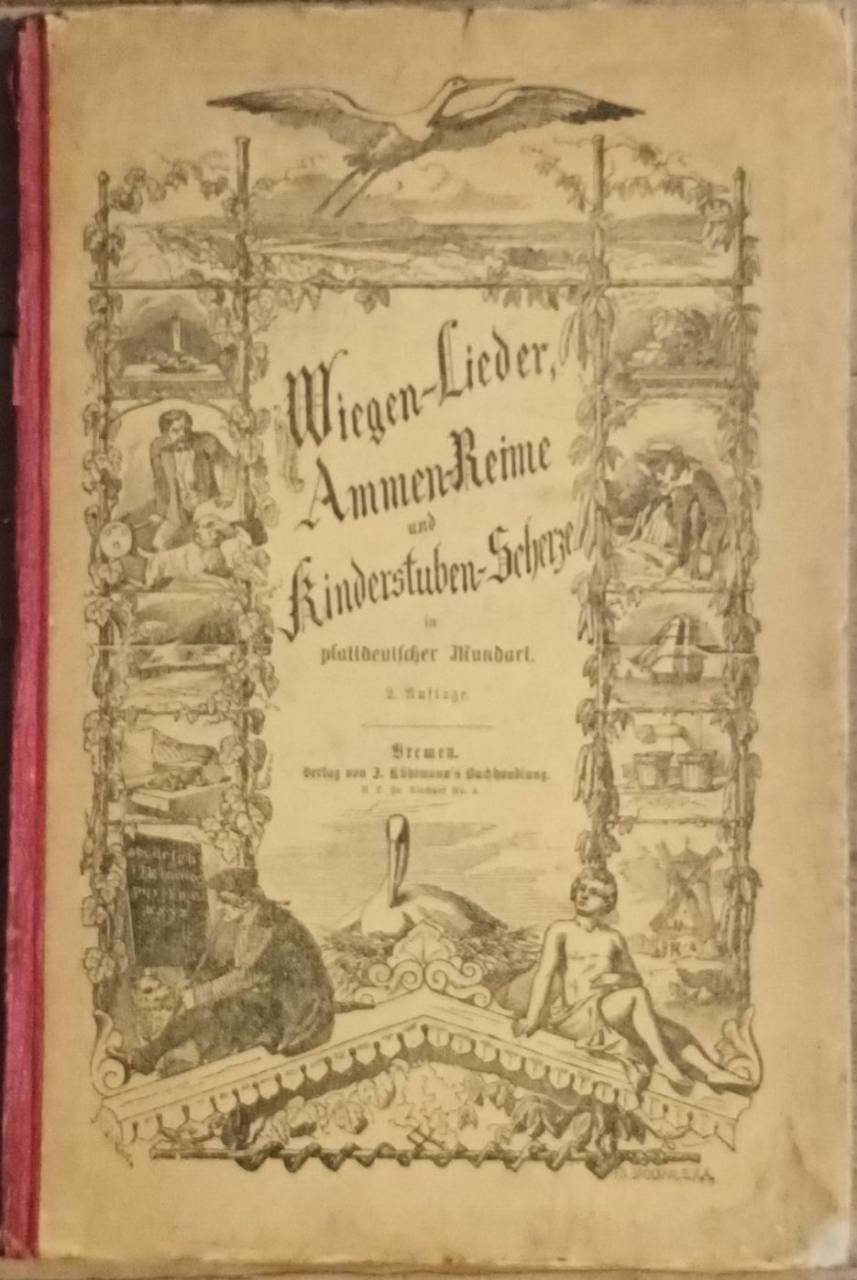 Wiegen-Lieder,
Ammen-Reime
und
Kinderstuben-Scherze
in
plattdeutscher Mundart.
2. Auflage.
Bremen.
Verlag von J. Kühtmann's Buchhandlung.